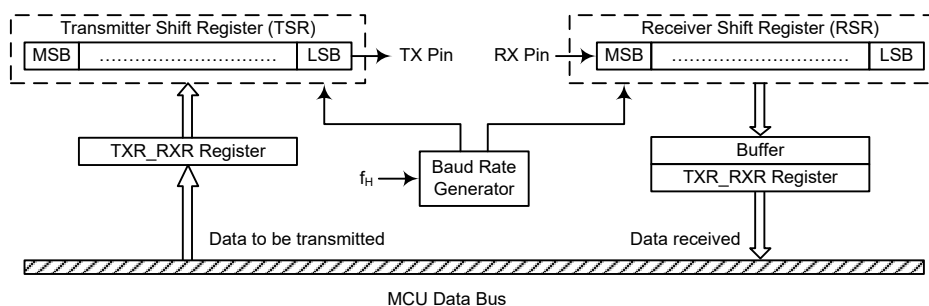 Transmitter Shift Register (TSR)
MSB ………………………… LSB
TX Pin
RX Pin
Receiver Shift Register (RSR)
MSB ………………………… LSB
TXR_RXR Register
fH
Baud Rate
Generator
Buffer
TXR_RXR Register
Data to be transmitted
Data received
MCU Data Bus